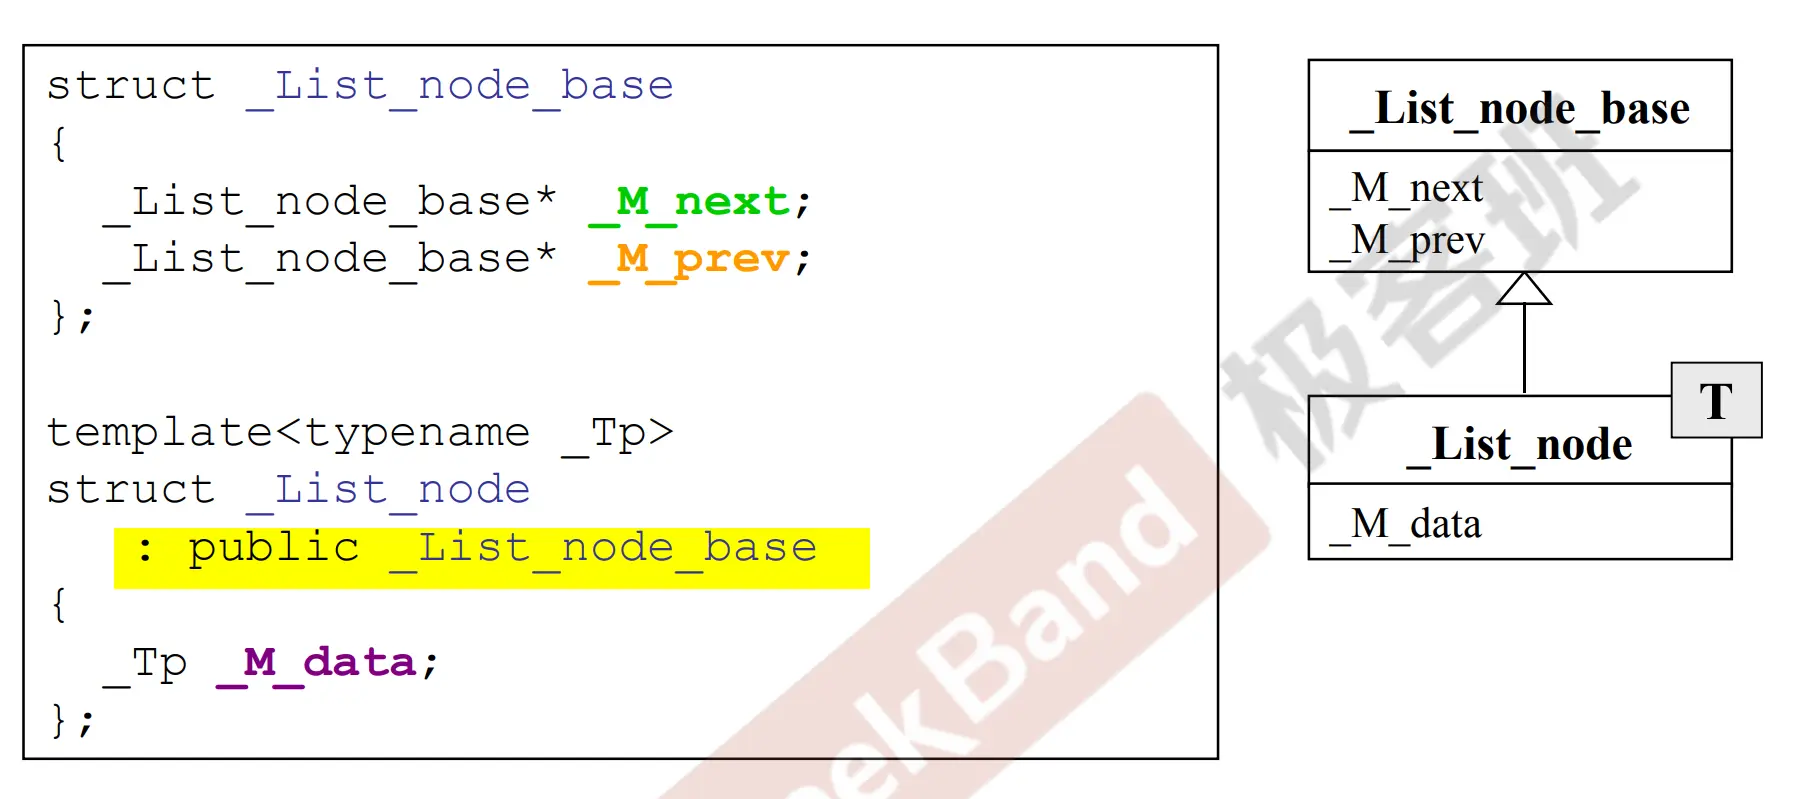 struct _List_node_base
{
  _List_node_base* _M_next;
  _List_node_base* _M_prev;
};
template<typename _Tp>
struct _List_node
   : public _List_node_base
{
  _Tp _M_data;
};
_List_node_base
_M_next
_M_prev
T
_List_node
_M_data
eekBand
极客班